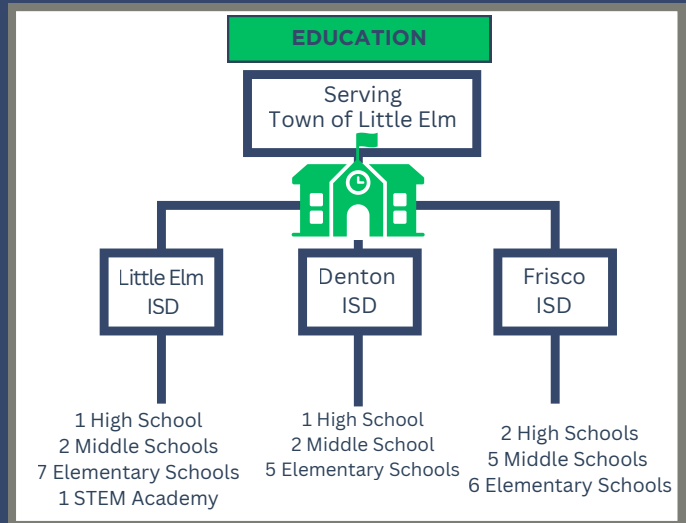 EDUCATION
Serving
Town of Little Elm
Little Elm
ISD
Denton
ISD
Frisco
ISD
1 High School
2 Middle Schools
7 Elementary Schools
1 STEM Academy
1 High School
2 Middle School
5 Elementary Schools
2 High Schools
5 Middle Schools
6 Elementary Schools